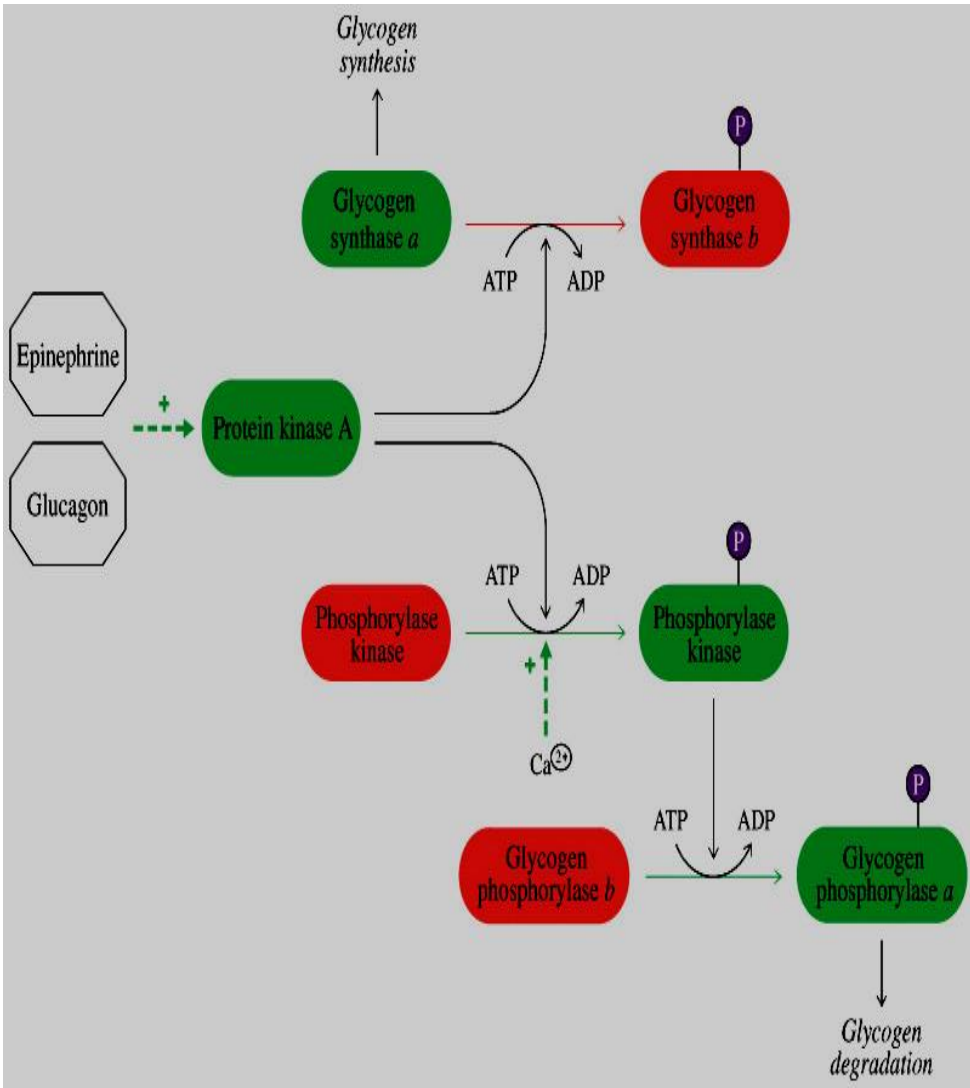 Glycogen
synthesis
P
Glycogen
synthase a
Glycogen
synthase b
ATP
ADP
Epinephrine
+
Protein kinase A
Glucagon
P
ATP
ADP
Phosphorylase
kinase
Phosphorylase
kinase
+
Ca2+
P
ATP
ADP
Glycogen
phosphorylase b
Glycogen
phosphorylase a
Glycogen
degradation